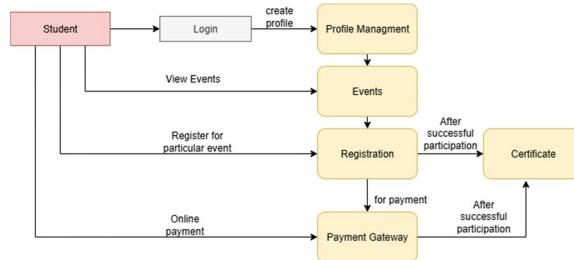 Student
Login
create
profile
Profile Managment
View Events
Events
Register for
particular event
Registration
After
successful
participation
Certificate
for payment
Online
payment
Payment Gateway
After
successful
participation